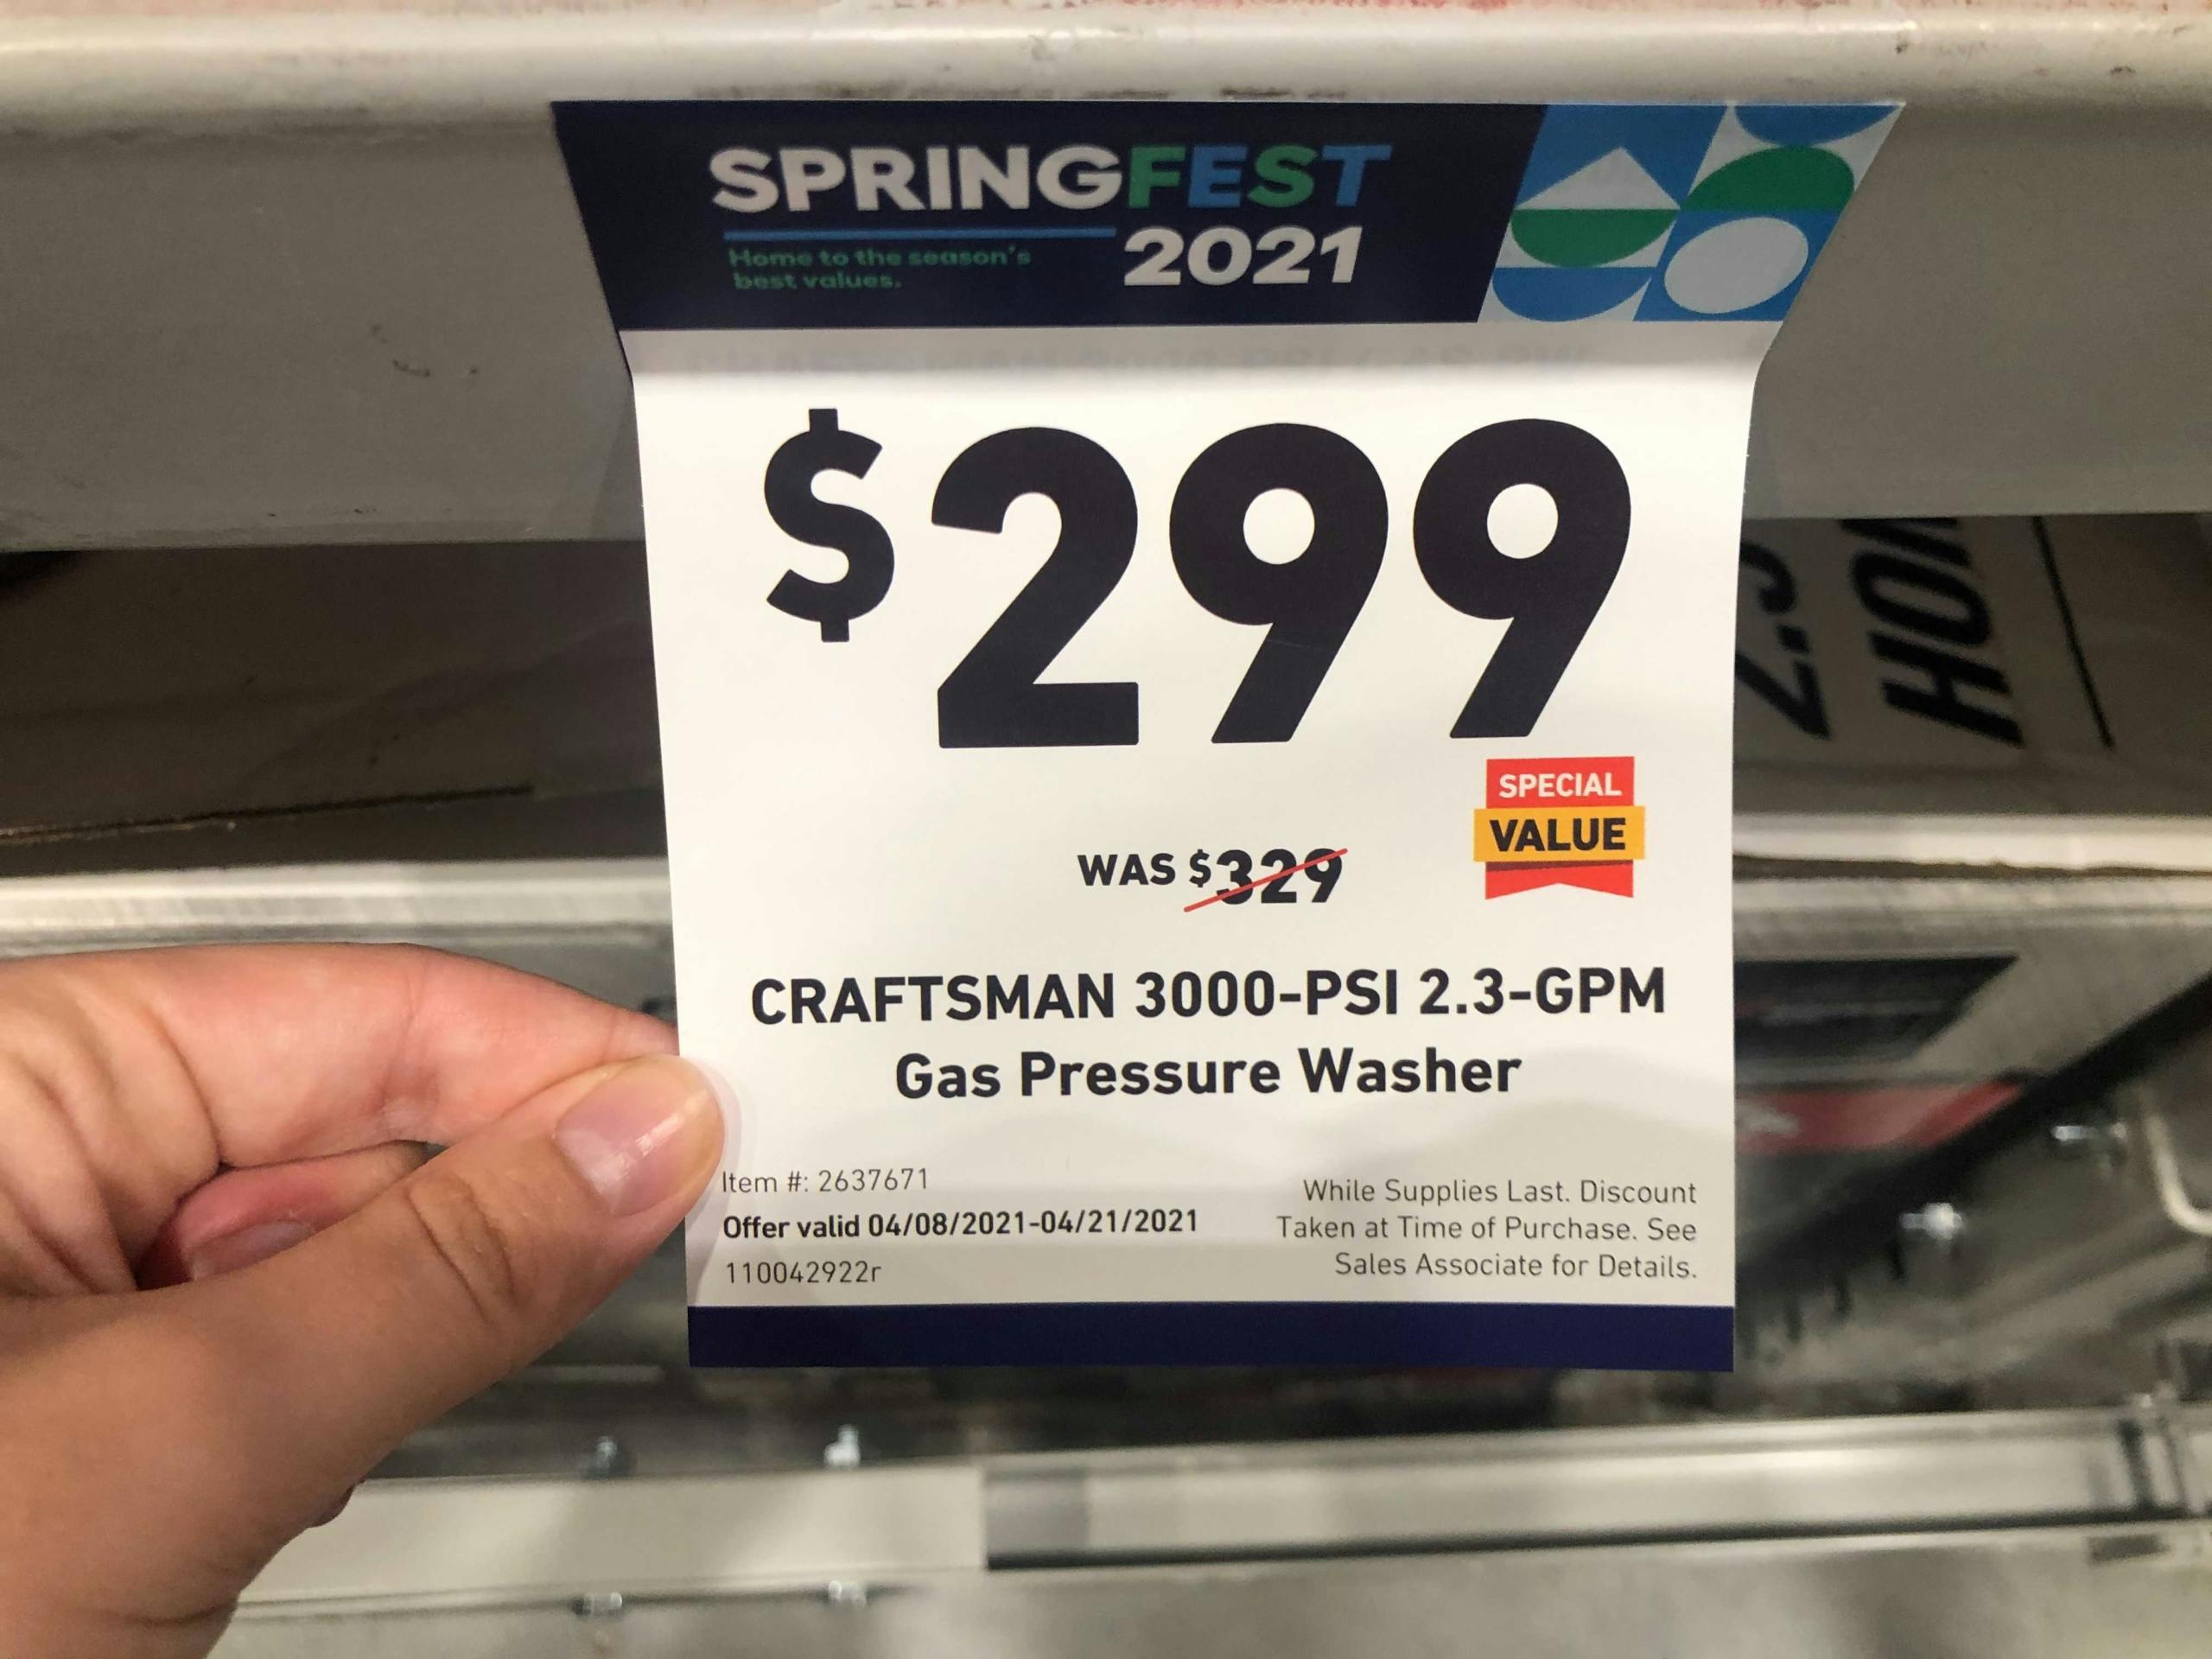 SPRINGFEST
2021
Home to the season's
best values.
$299
SPECIAL
VALUE
WAS $329
CRAFTSMAN 3000-PSI 2.3-GPM
Gas Pressure Washer
Item #: 2637671
Offer valid 04/08/2021-04/21/2021
110042922r
While Supplies Last. Discount
Taken at Time of Purchase. See
Sales Associate for Details.